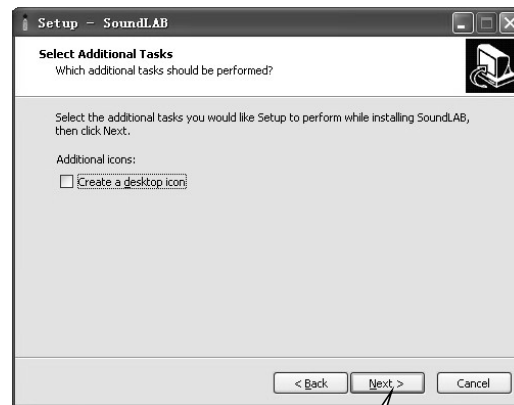 Setup - SoundLAB
Select Additional Tasks
Which additional tasks should be performed?
Select the additional tasks you would like Setup to perform while installing SoundLAB,
then click Next.
Additional icons:
Create a desktop icon
< Back
Next >
Cancel